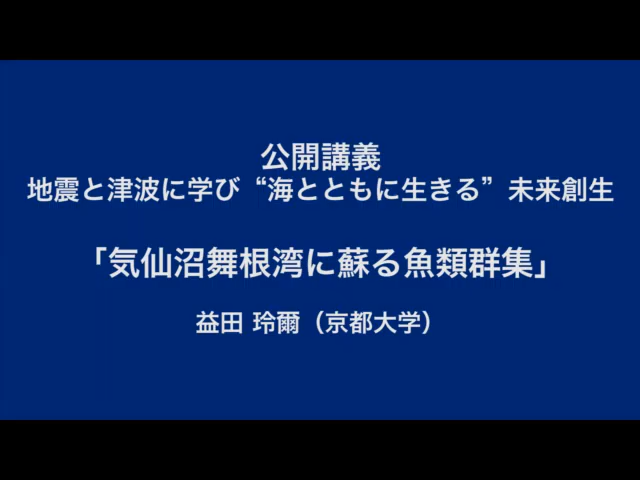 公開講義
地震と津波に学び“海とともに生きる”未来創生
「気仙沼舞根湾に蘇る魚類群集」
益田 玲爾（京都大学）